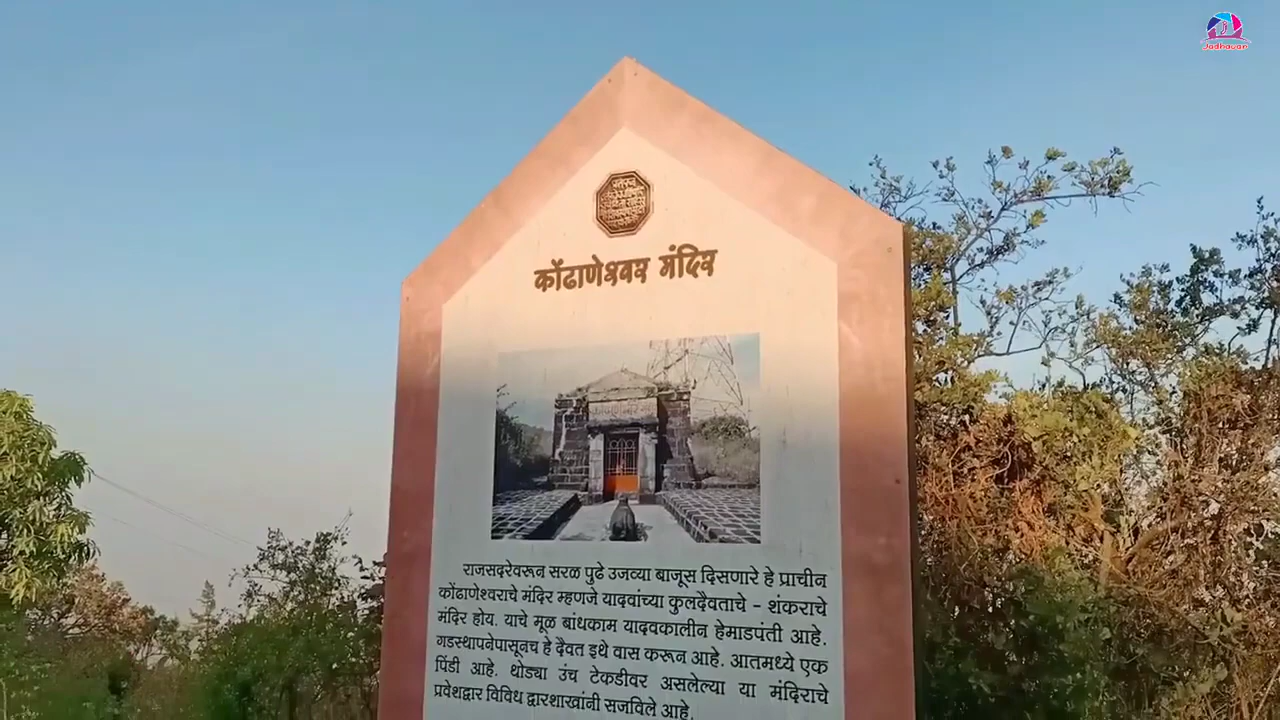 Jadhavar
कोंढाणेश्वर मंदिर
राजसदरेवरून सरळ पुढे उजव्या बाजूस दिसणारे हे प्राचीन
कोंढाणेश्वराचे मंदिर म्हणजे यादवांच्या कुलदैवताचे - शंकराचे
मंदिर होय. याचे मूळ बांधकाम यादवकालीन हेमाडपंती आहे.
गडस्थापनेपासूनच हे दैवत इथे वास करून आहे. आतमध्ये एक
पिंडी आहे. थोड्या उंच टेकडीवर असलेल्या या मंदिराचे
प्रवेशद्वार विविध द्वारशाखांनी सजविले आहे.